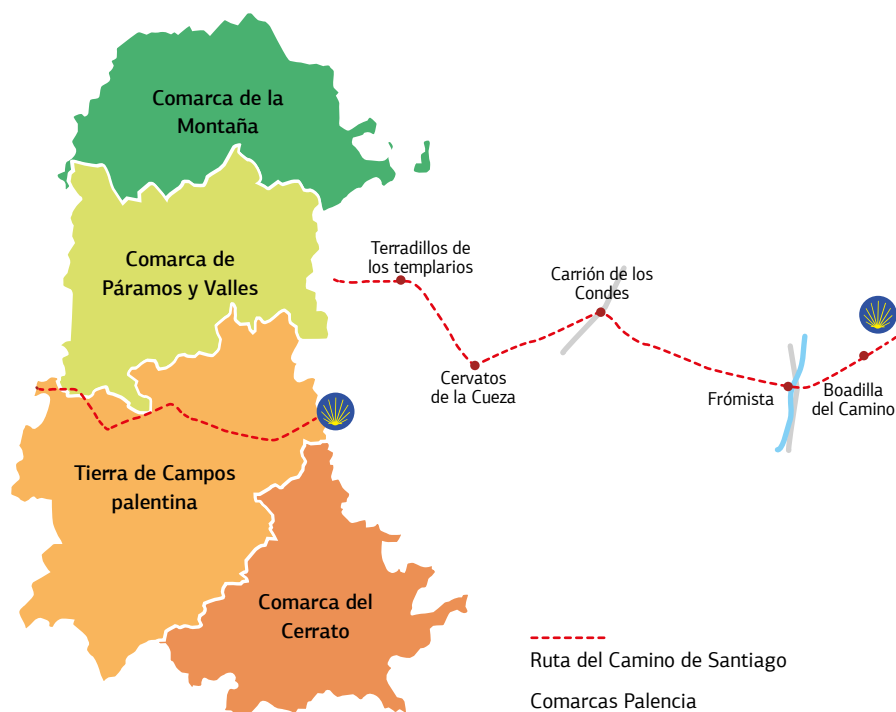 Comarca de la
Montaña
Comarca de
Páramos y Valles
Terradillos de
los templarios
Carrión de los
Condes
Cervatos
de la Cueza
Frómista
Boadilla
del Camino
Tierra de Campos
palentina
Comarca del
Cerrato
Ruta del Camino de Santiago
Comarcas Palencia